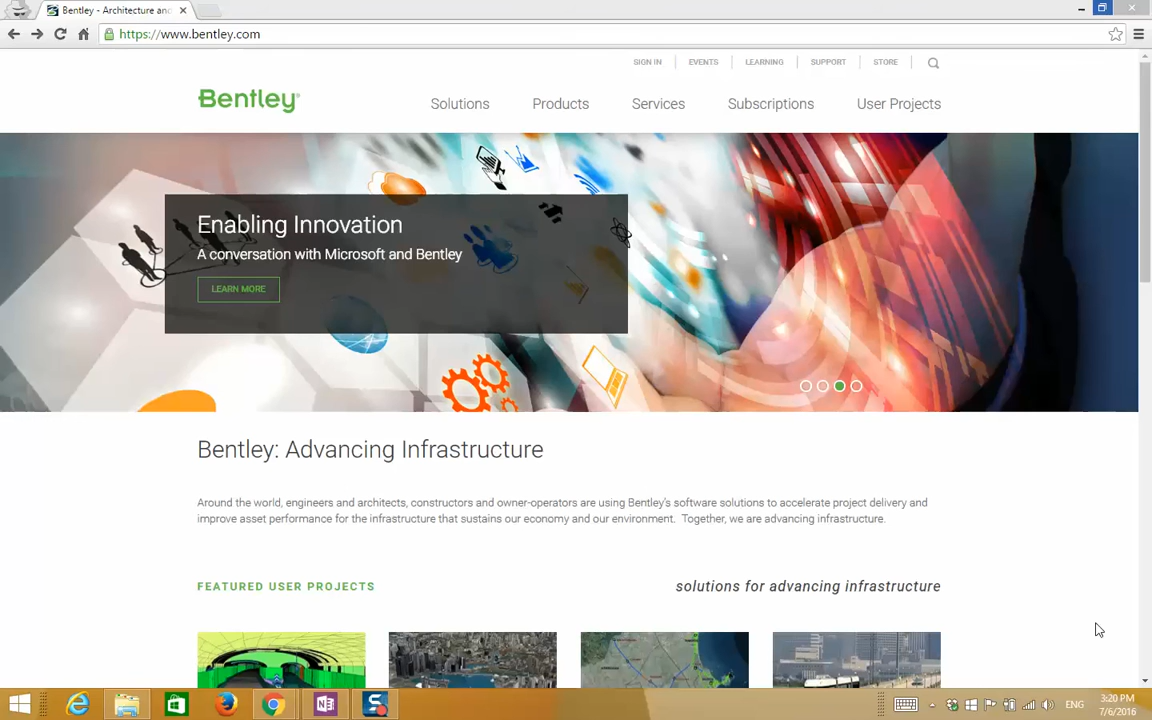 Bentley - Architecture and
https://www.bentley.com
SIGN IN EVENTS LEARNING SUPPORT STORE
Bentley®
Solutions Products Services Subscriptions User Projects
Enabling Innovation
A conversation with Microsoft and Bentley
LEARN MORE
Bentley: Advancing Infrastructure
Around the world, engineers and architects, constructors and owner-operators are using Bentley's software solutions to accelerate project delivery and
improve asset performance for the infrastructure that sustains our economy and our environment. Together, we are advancing infrastructure.
FEATURED USER PROJECTS
solutions for advancing infrastructure
ENG
3:20 PM
7/6/2016